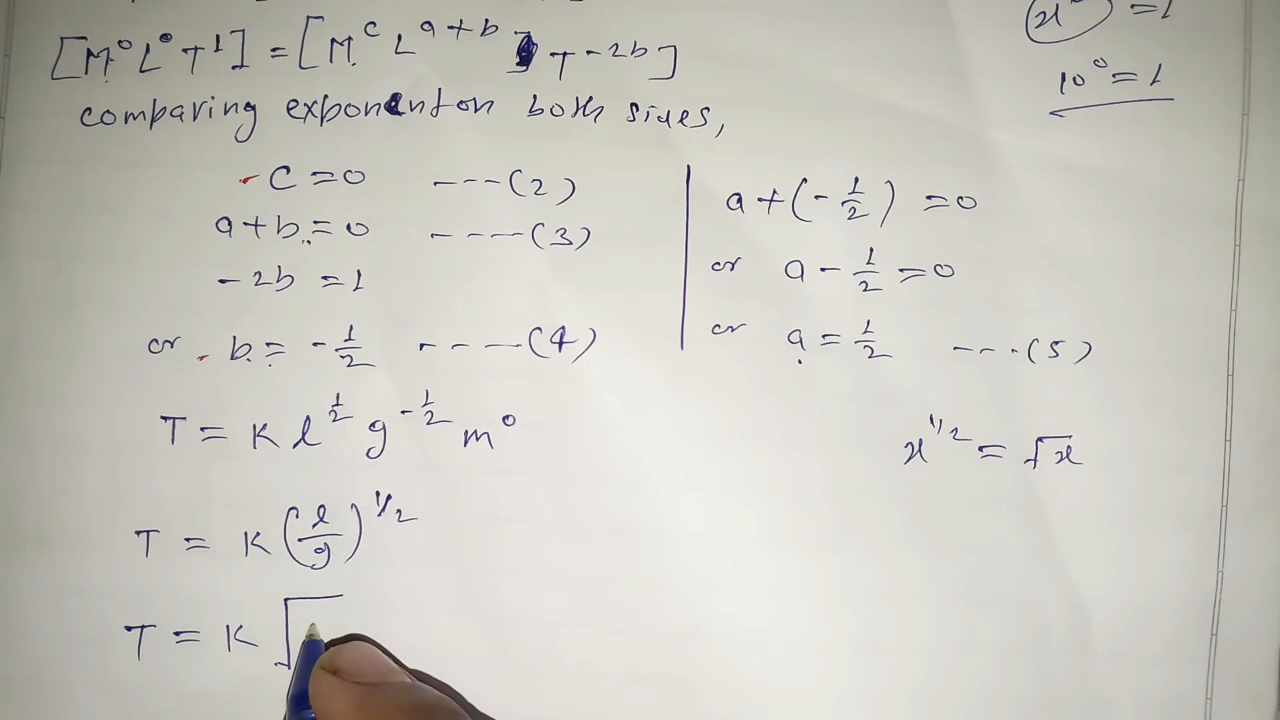 [M⁰L⁰T¹] = [M^c L^(a+b) T^(-2b)]
comparing exponent on both sides,
c = 0 ---(2)
a+b = 0 ----(3)
-2b = 1
or b = -1/2 ----(4)
a + (-1/2) = 0
or a - 1/2 = 0
or a = 1/2 ---(5)
T = K l^(1/2) g^(-1/2) m⁰
T = K (l/g)^(1/2)
T = K √
x⁰ = 1
10⁰ = 1
x^(1/2) = √x